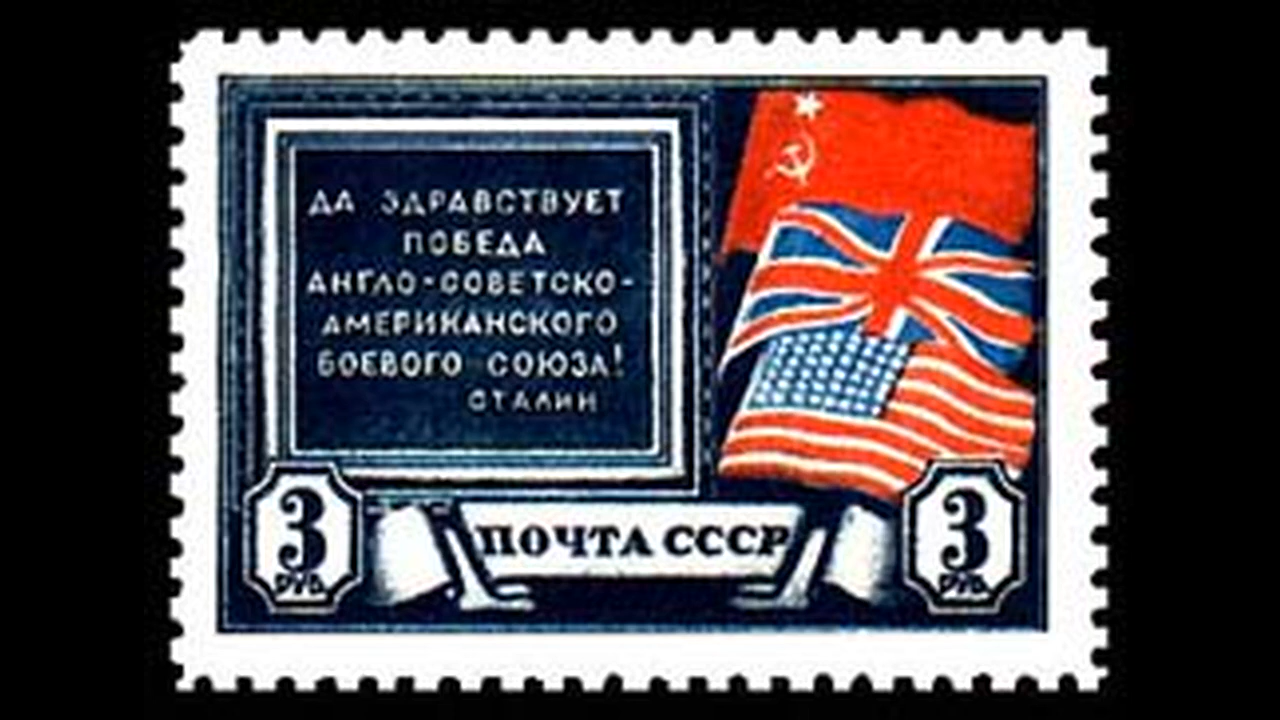 ДА ЗДРАВСТВУЕТ
ПОБЕДА
АНГЛО-СОВЕТСКО-
АМЕРИКАНСКОГО
БОЕВОГО СОЮЗА!
СТАЛИН
3
РУБ.
ПОЧТА СССР
3
РУБ.